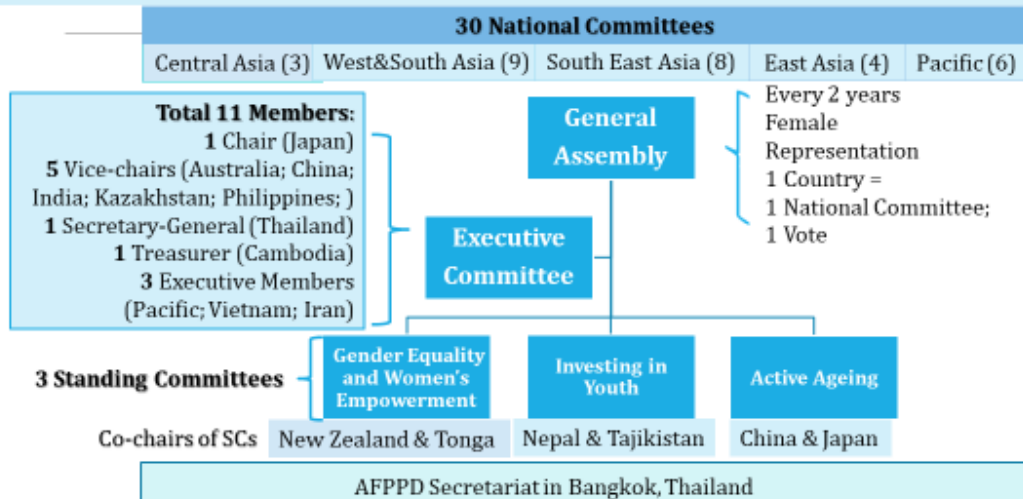 30 National Committees
Central Asia (3)
West&South Asia (9)
South East Asia (8)
East Asia (4)
Pacific (6)
Total 11 Members:
1 Chair (Japan)
5 Vice-chairs (Australia; China;
India; Kazakhstan; Philippines; )
1 Secretary-General (Thailand)
1 Treasurer (Cambodia)
3 Executive Members
(Pacific; Vietnam; Iran)
General
Assembly
Every 2 years
Female
Representation
1 Country =
1 National Committee;
1 Vote
Executive
Committee
3 Standing Committees
Gender Equality
and Women's
Empowerment
Investing in
Youth
Active Ageing
Co-chairs of SCs
New Zealand & Tonga
Nepal & Tajikistan
China & Japan
AFPPD Secretariat in Bangkok, Thailand